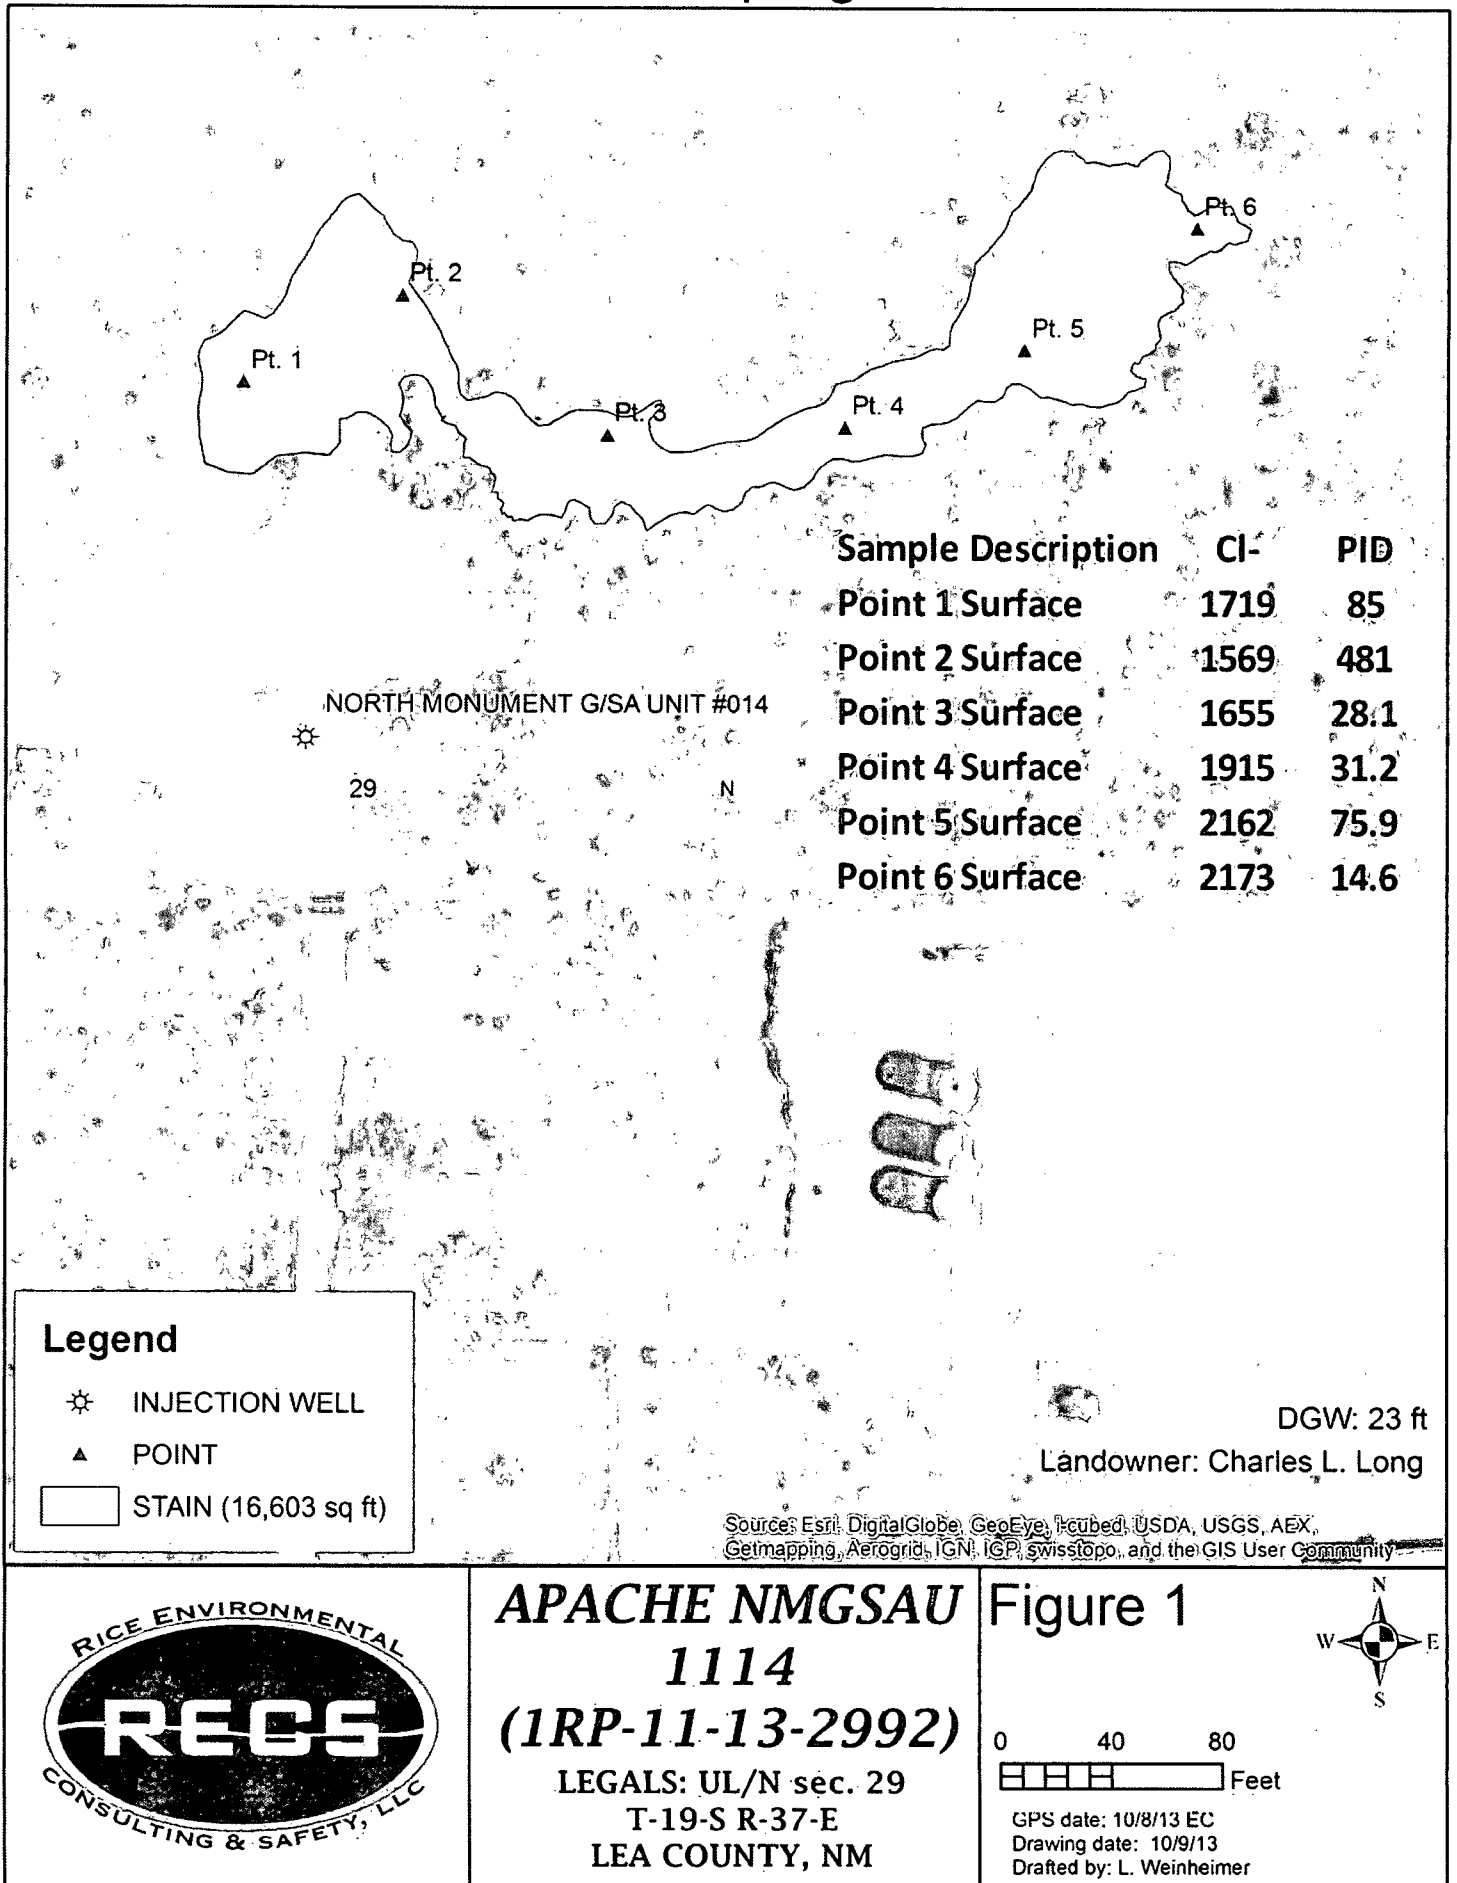 Pt. 6
Pt. 2
Pt. 5
Pt. 1
Pt. 3
Pt. 4
Sample Description Cl- PID
Point 1 Surface 1719 85
Point 2 Surface 1569 481
Point 3 Surface 1655 28.1
Point 4 Surface 1915 31.2
Point 5 Surface 2162 75.9
Point 6 Surface 2173 14.6
NORTH MONUMENT G/SA UNIT #014
29 N
Legend
INJECTION WELL
POINT
STAIN (16,603 sq ft)
DGW: 23 ft
Landowner: Charles L. Long
Source: Esri, DigitalGlobe, GeoEye, i-cubed, USDA, USGS, AEX,
Getmapping, Aerogrid, IGN, IGP, swisstopo, and the GIS User Community
RICE ENVIRONMENTAL
RECS
CONSULTING & SAFETY, LLC
APACHE NMGSAU
1114
(1RP-11-13-2992)
LEGALS: UL/N sec. 29
T-19-S R-37-E
LEA COUNTY, NM
Figure 1
N
W E
S
0 40 80
Feet
GPS date: 10/8/13 EC
Drawing date: 10/9/13
Drafted by: L. Weinheimer